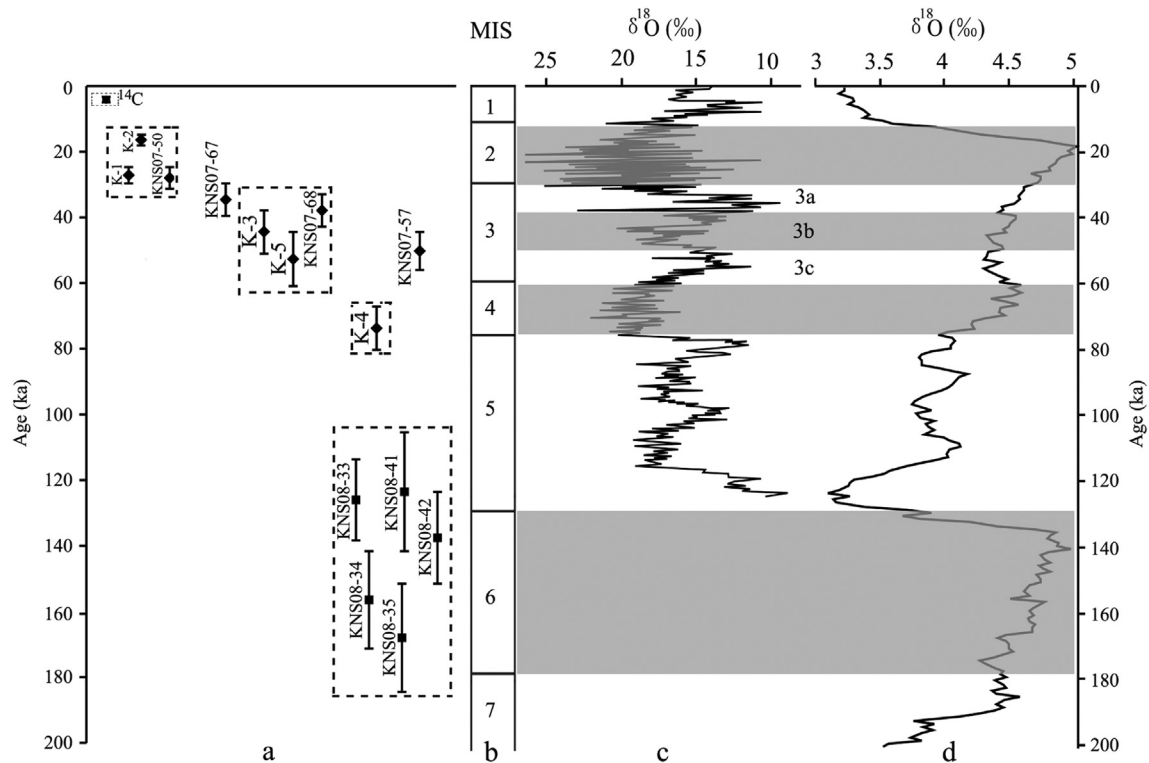 MIS
δ18O (‰)
δ18O (‰)
25 20 15 10
3 3.5 4 4.5 5
Age (ka)
0
20
40
60
80
100
120
140
160
180
200
14C
K-1
K-2
KNS07-50
KNS07-67
K-3
K-5
KNS07-68
KNS07-57
K-4
KNS08-33
KNS08-41
KNS08-42
KNS08-34
KNS08-35
1
2
3
4
5
6
7
3a
3b
3c
0
20
40
60
80
100
120
140
160
180
200
Age (ka)
a b c d